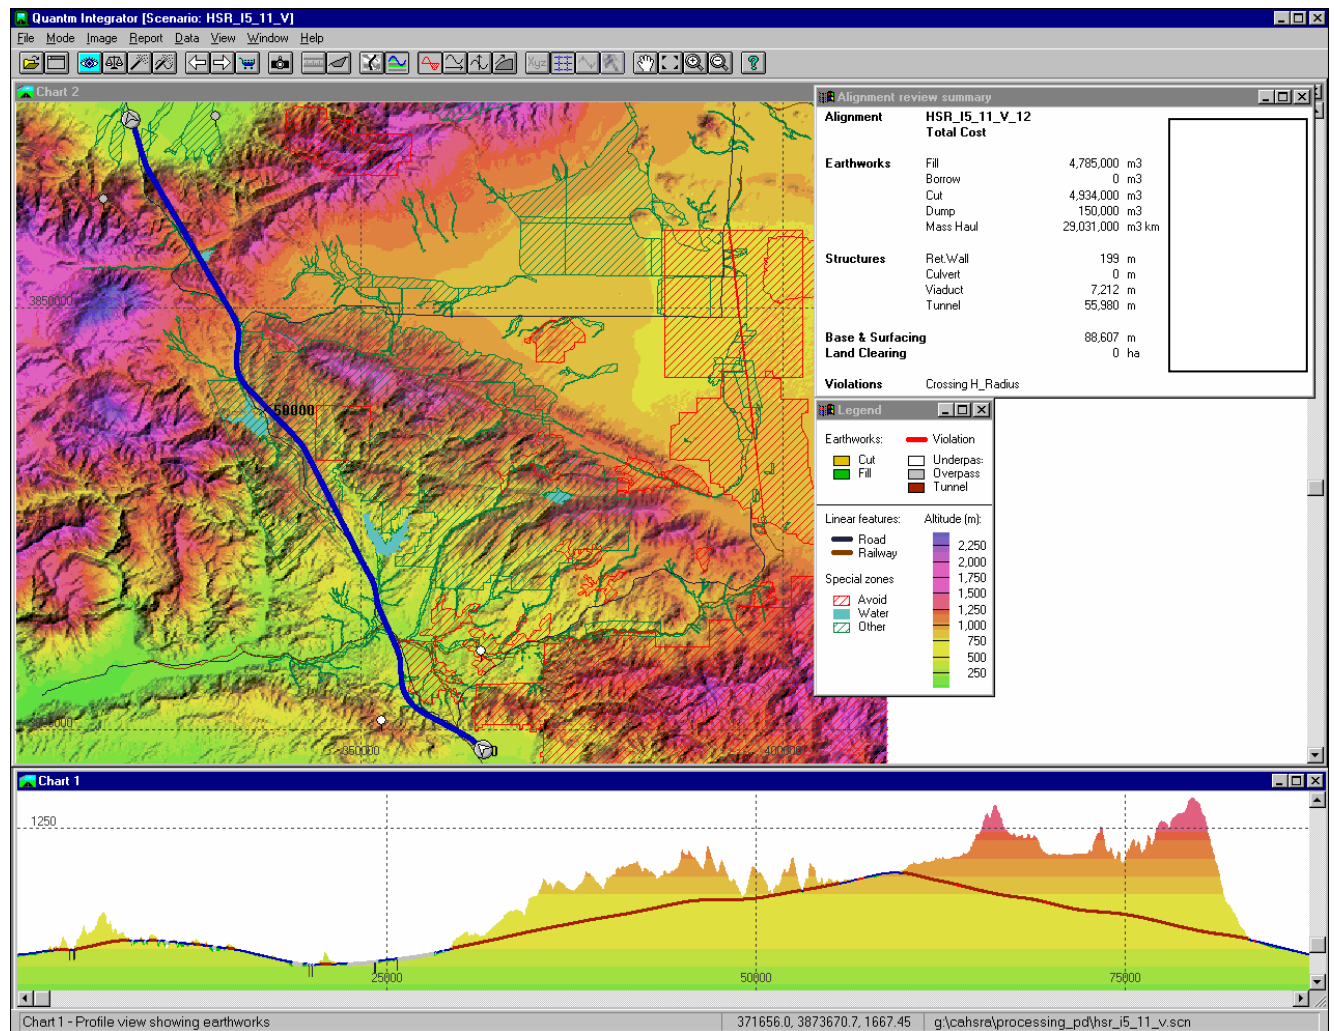 Quantm Integrator [Scenario: HSR_I5_11_V]
File Mode Image Report Data View Window Help
Xyz
Chart 2
3850000
50000
350000
400000
0
Alignment review summary
Alignment HSR_I5_11_V_12
Total Cost
Earthworks Fill 4,785,000 m3
Borrow 0 m3
Cut 4,934,000 m3
Dump 150,000 m3
Mass Haul 29,031,000 m3 km
Structures Ret.Wall 199 m
Culvert 0 m
Viaduct 7,212 m
Tunnel 55,980 m
Base & Surfacing 88,607 m
Land Clearing 0 ha
Violations Crossing H_Radius
Legend
Earthworks: Violation
Cut Underpas
Fill Overpass
Tunnel
Linear features: Altitude (m):
Road
Railway
Special zones
Avoid
Water
Other
2,250
2,000
1,750
1,500
1,250
1,000
750
500
250
Chart 1
1250
25000 50000 75000
Chart 1 - Profile view showing earthworks 371656.0, 3873670.7, 1667.45 g:\cahsra\processing_pd\hsr_i5_11_v.scn